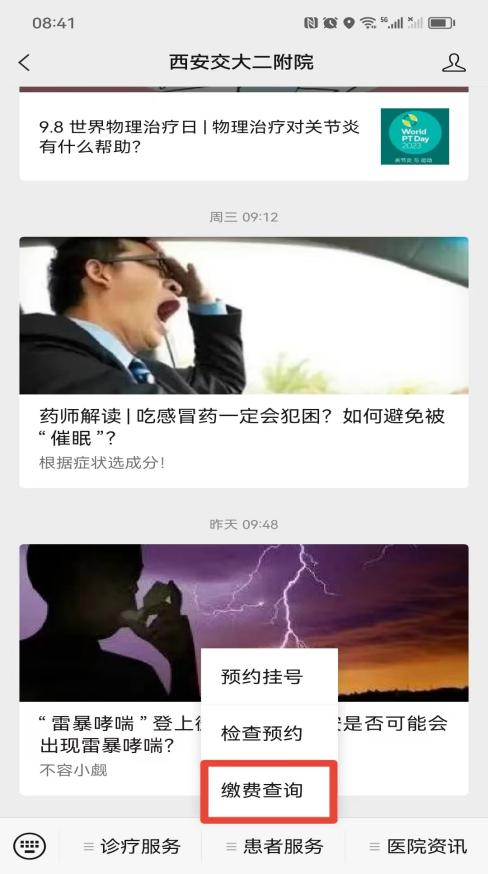 08:41
西安交大二附院
9.8 世界物理治疗日 | 物理治疗对关节炎
有什么帮助?
World
PT Day
2023
关节炎 与 运动
周三 09:12
药师解读 | 吃感冒药一定会犯困? 如何避免被
“催眠”?
根据症状选成分!
昨天 09:48
“雷暴哮喘”登上
是否可能会
出现雷暴哮喘?
不容小觑
预约挂号
检查预约
缴费查询
诊疗服务
患者服务
医院资讯